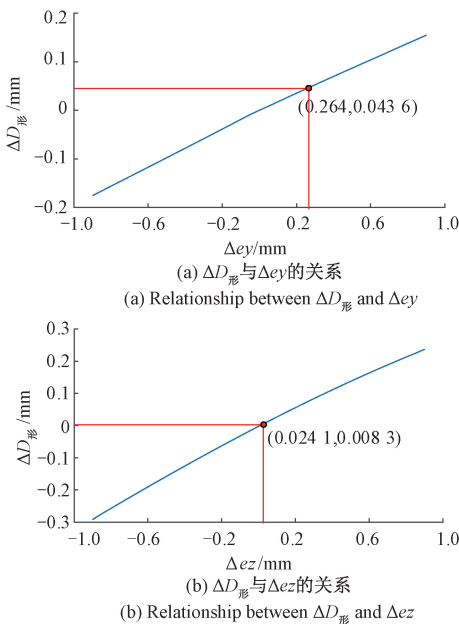 0.2
0.1
0
−0.1
−0.2
ΔD形 /mm
(0.264,0.043 6)
−1.0 −0.6 −0.2 0.2 0.6 1.0
Δey/mm
(a) ΔD形与Δey的关系
(a) Relationship between ΔD形 and Δey
0.3
0.2
0.1
0
−0.1
−0.2
−0.3
ΔD形 /mm
(0.024 1,0.008 3)
−1.0 −0.6 −0.2 0.2 0.6 1.0
Δez/mm
(b) ΔD形与Δez的关系
(b) Relationship between ΔD形 and Δez